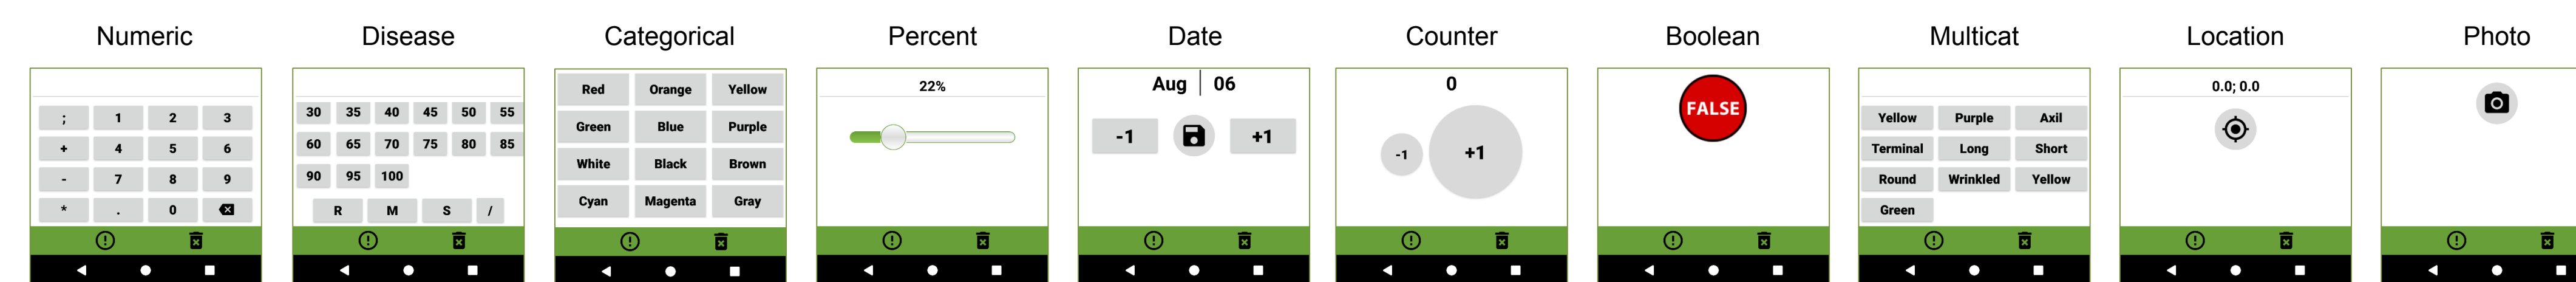 Numeric Disease Categorical Percent Date Counter Boolean Multicat Location Photo
; 1 2 3
+ 4 5 6
- 7 8 9
* . 0
30 35 40 45 50 55
60 65 70 75 80 85
90 95 100
R M S /
Red Orange Yellow
Green Blue Purple
White Black Brown
Cyan Magenta Gray
22%
Aug 06
-1 +1
0
-1 +1
FALSE
Yellow Purple Axil
Terminal Long Short
Round Wrinkled Yellow
Green
0.0; 0.0